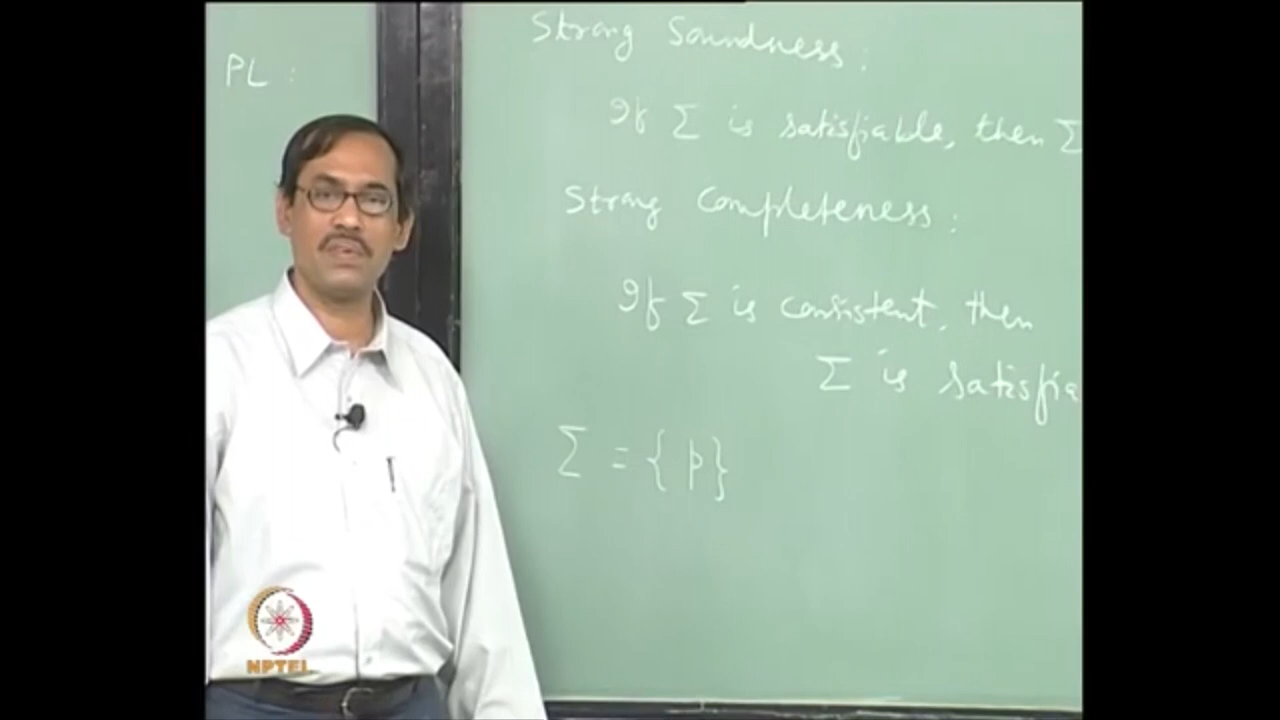 PL :
Strong Soundness :
If Σ is satisfiable, then Σ
Strong Completeness :
If Σ is consistent, then
Σ is satisfia
Σ = { p }
NPTEL